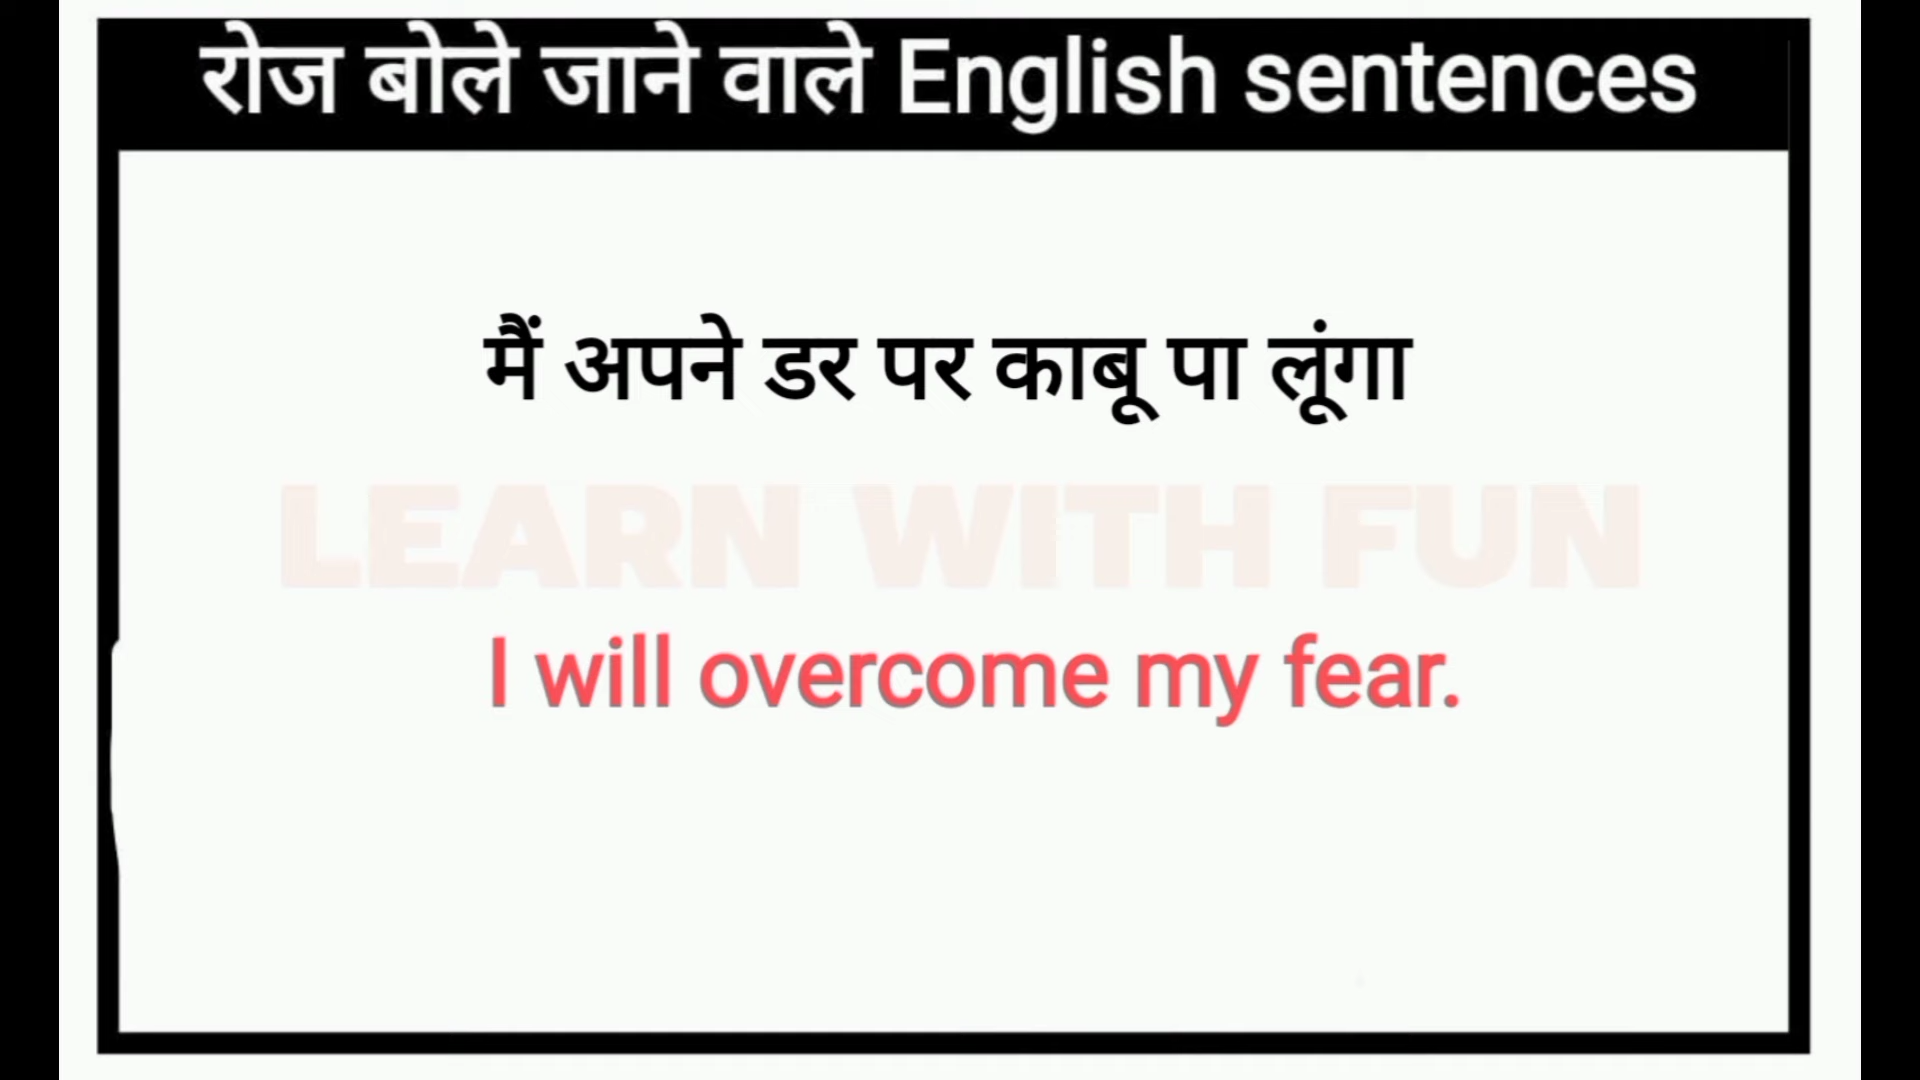 रोज बोले जाने वाले English sentences
मैं अपने डर पर काबू पा लूंगा
LEARN WITH FUN
I will overcome my fear.